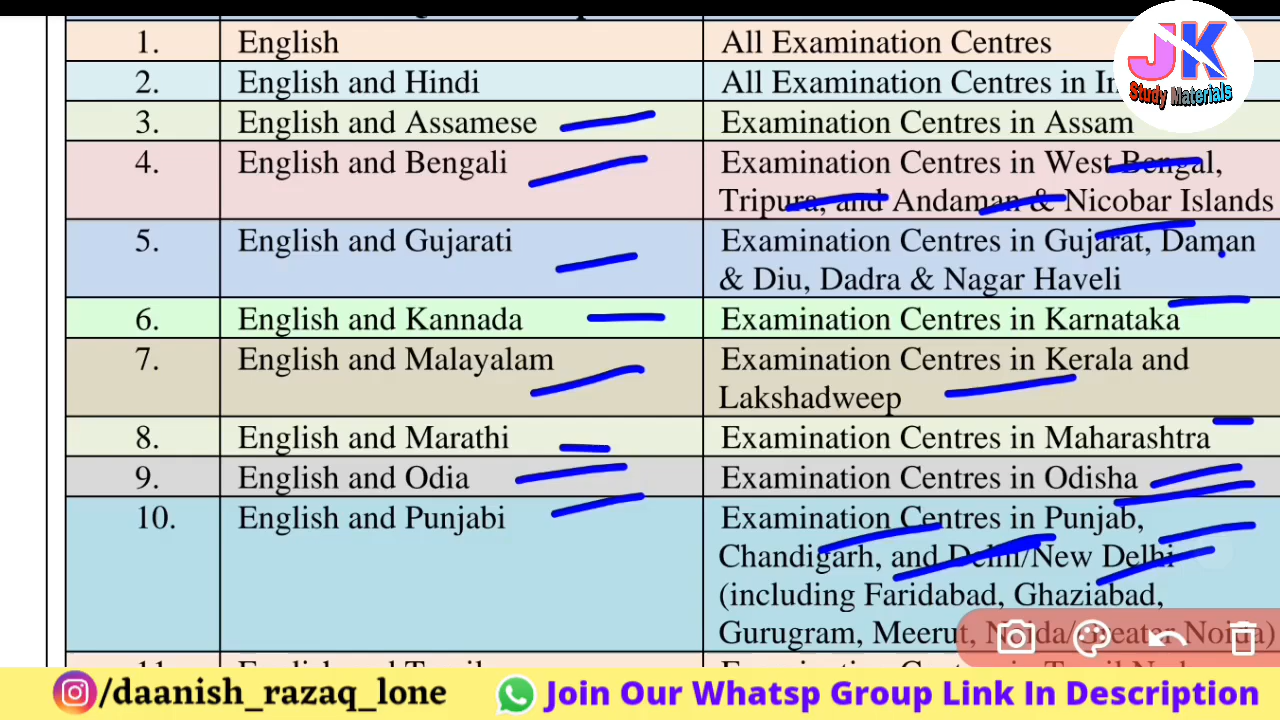 1. English All Examination Centres
2. English and Hindi All Examination Centres in
3. English and Assamese Examination Centres in Assam
4. English and Bengali Examination Centres in West Bengal,
Tripura, and Andaman & Nicobar Islands
5. English and Gujarati Examination Centres in Gujarat, Daman
& Diu, Dadra & Nagar Haveli
6. English and Kannada Examination Centres in Karnataka
7. English and Malayalam Examination Centres in Kerala and
Lakshadweep
8. English and Marathi Examination Centres in Maharashtra
9. English and Odia Examination Centres in Odisha
10. English and Punjabi Examination Centres in Punjab,
Chandigarh, and Delhi/New Delhi
(including Faridabad, Ghaziabad,
Gurugram, Meerut, Noida/Greater Noida)
JK
Study Materials
/daanish_razaq_lone
Join Our Whatsp Group Link In Description